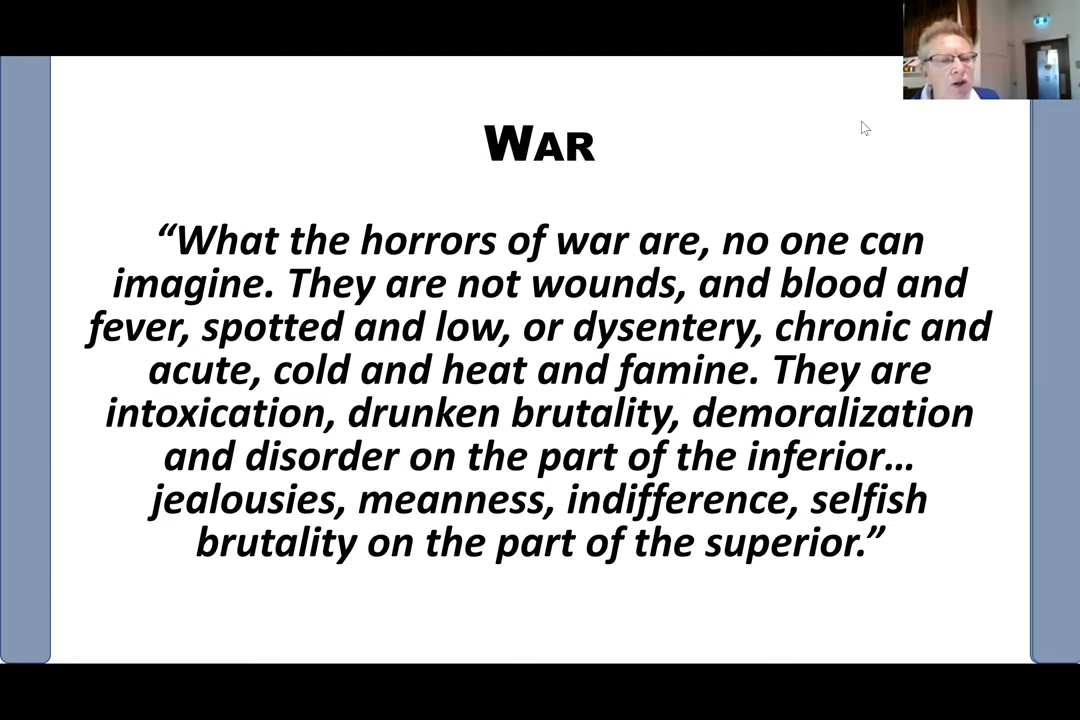 WAR
“What the horrors of war are, no one can
imagine. They are not wounds, and blood and
fever, spotted and low, or dysentery, chronic and
acute, cold and heat and famine. They are
intoxication, drunken brutality, demoralization
and disorder on the part of the inferior...
jealousies, meanness, indifference, selfish
brutality on the part of the superior.”